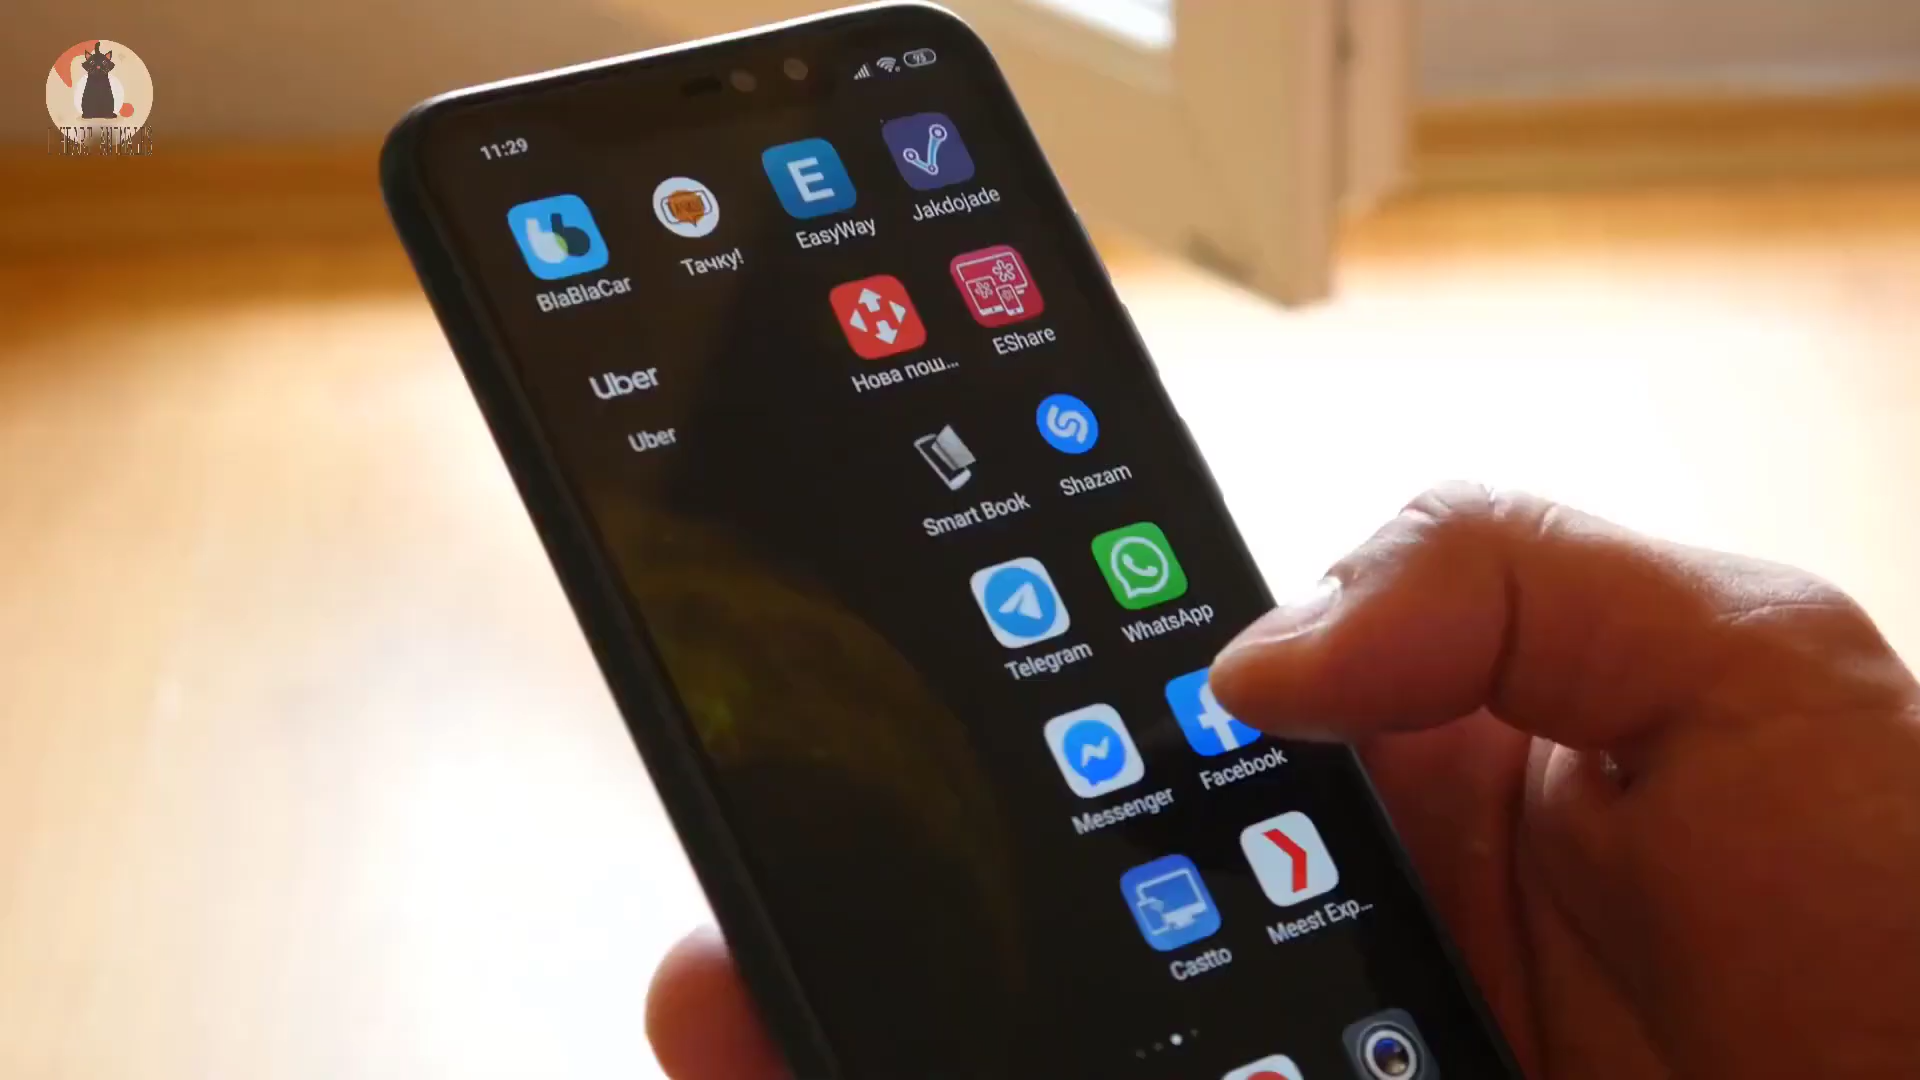 11:29
93
BlaBlaCar
Тачку!
E
EasyWay
Jakdojade
Uber
Uber
Нова пош...
EShare
Smart Book
Shazam
Telegram
WhatsApp
Messenger
Facebook
Castto
Meest Exp...